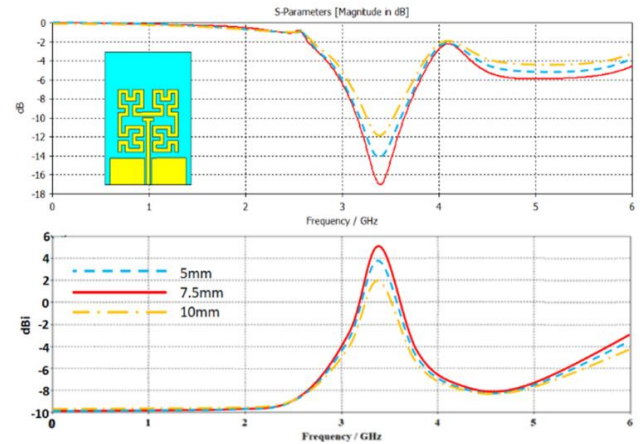 S-Parameters [Magnitude in dB]
0
-2
-4
-6
-8
-10
-12
-14
-16
-18
dB
0 1 2 3 4 5 6
Frequency / GHz
6
4
2
0
-2
-4
-6
-8
-10
dBi
5mm
7.5mm
10mm
0 1 2 3 4 5 6
Frequency / GHz